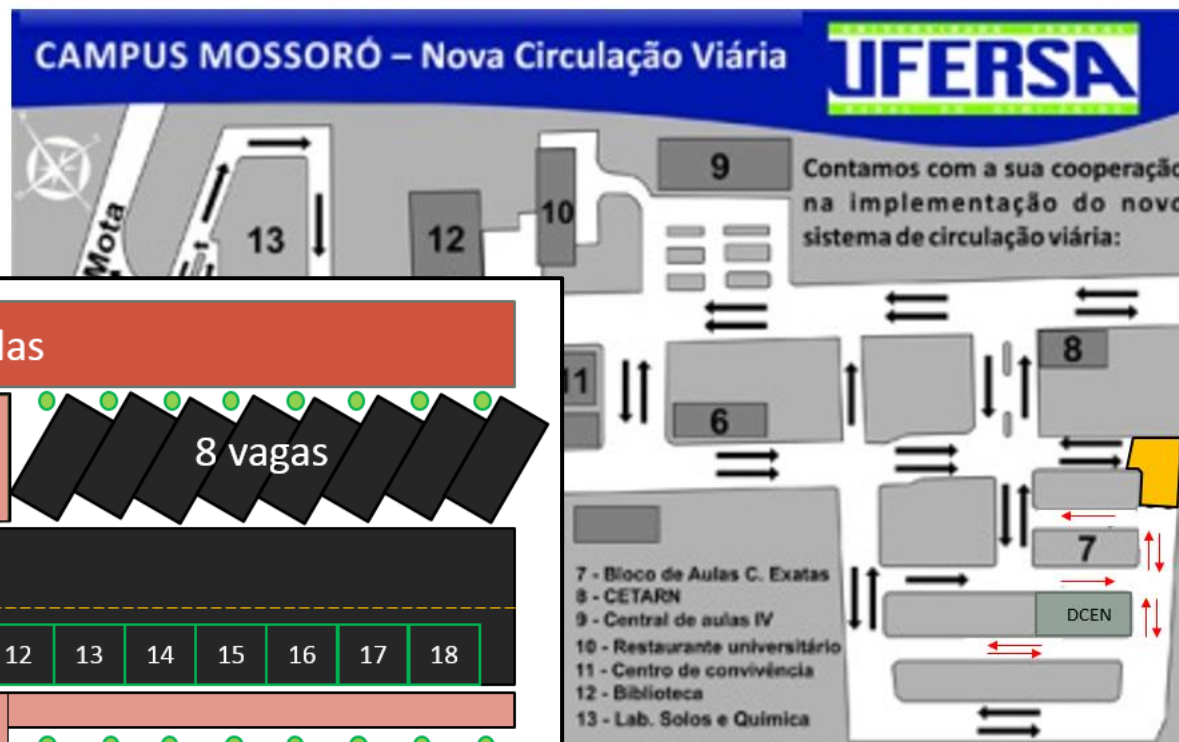 CAMPUS MOSSORÓ – Nova Circulação Viária
UFERSA
Contamos com a sua cooperação
na implementação do novo
sistema de circulação viária:
Mota
13
12
10
9
11
6
8
7
DCEN
las
8 vagas
12 13 14 15 16 17 18
7 - Bloco de Aulas C. Exatas
8 - CETARN
9 - Central de aulas IV
10 - Restaurante universitário
11 - Centro de convivência
12 - Biblioteca
13 - Lab. Solos e Quimica